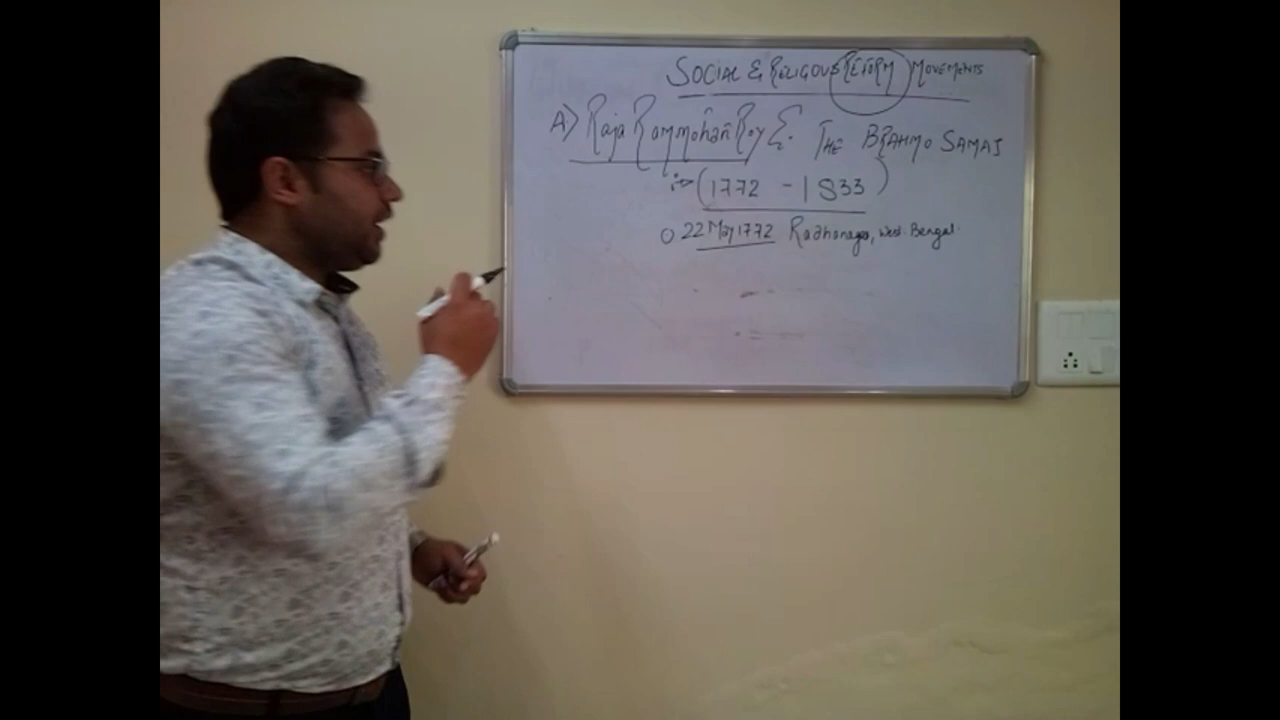 SOCIAL & RELIGOUS REFORM MOVEMENTS
A) Raja Rammohan Roy & THE BRAHMO SAMAJ
i) (1772 - 1833)
22 May 1772 Radhanagar, West Bengal.